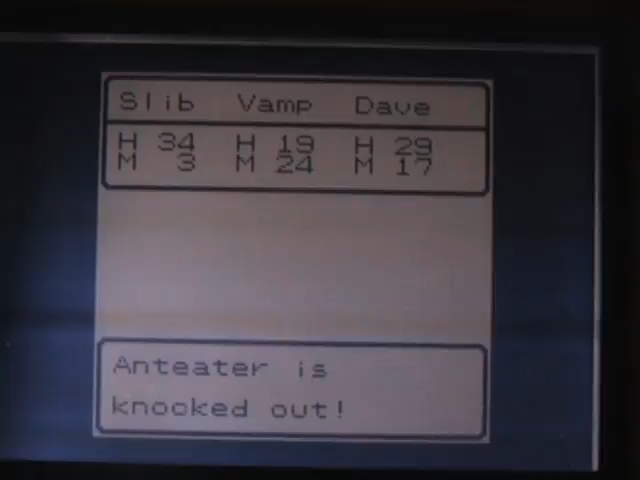 Slib Vamp Dave
H 34 H 19 H 29
M 3 M 24 M 17
Anteater is
knocked out!